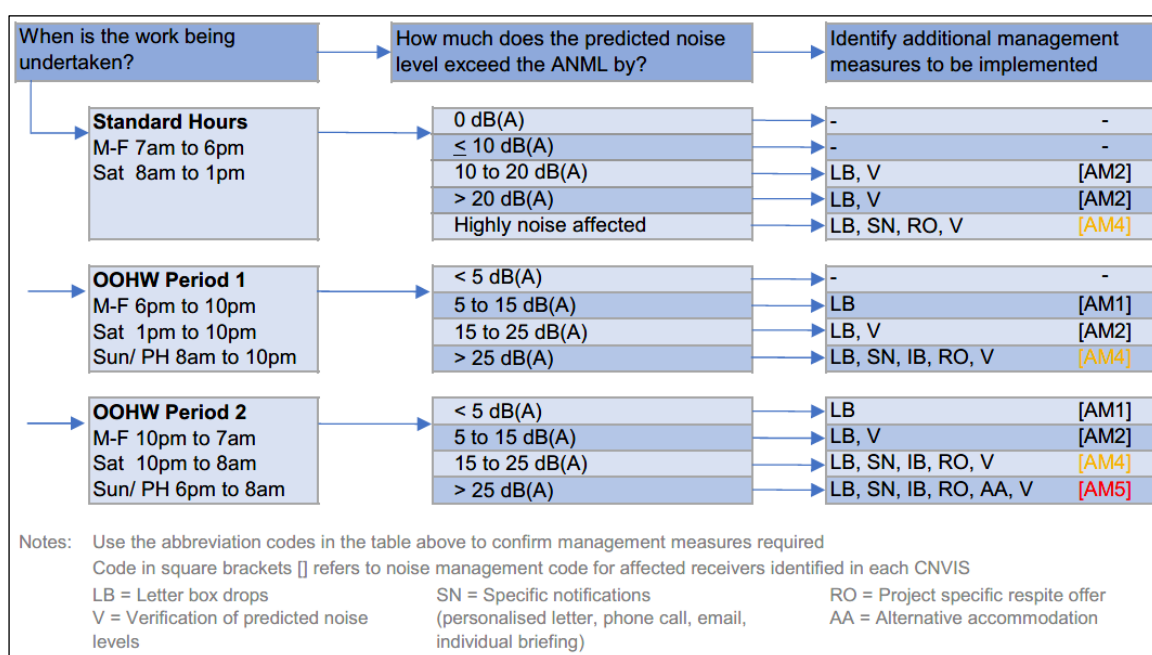 When is the work being undertaken?
How much does the predicted noise level exceed the ANML by?
Identify additional management measures to be implemented
Standard Hours
M-F 7am to 6pm
Sat 8am to 1pm
0 dB(A) - -
≤ 10 dB(A) - -
10 to 20 dB(A) LB, V [AM2]
> 20 dB(A) LB, V [AM2]
Highly noise affected LB, SN, RO, V [AM4]
OOHW Period 1
M-F 6pm to 10pm
Sat 1pm to 10pm
Sun/ PH 8am to 10pm
< 5 dB(A) - -
5 to 15 dB(A) LB [AM1]
15 to 25 dB(A) LB, V [AM2]
> 25 dB(A) LB, SN, IB, RO, V [AM4]
OOHW Period 2
M-F 10pm to 7am
Sat 10pm to 8am
Sun/ PH 6pm to 8am
< 5 dB(A) LB [AM1]
5 to 15 dB(A) LB, V [AM2]
15 to 25 dB(A) LB, SN, IB, RO, V [AM4]
> 25 dB(A) LB, SN, IB, RO, AA, V [AM5]
Notes: Use the abbreviation codes in the table above to confirm management measures required
Code in square brackets [] refers to noise management code for affected receivers identified in each CNVIS
LB = Letter box drops
V = Verification of predicted noise
levels
SN = Specific notifications
(personalised letter, phone call, email,
individual briefing)
RO = Project specific respite offer
AA = Alternative accommodation